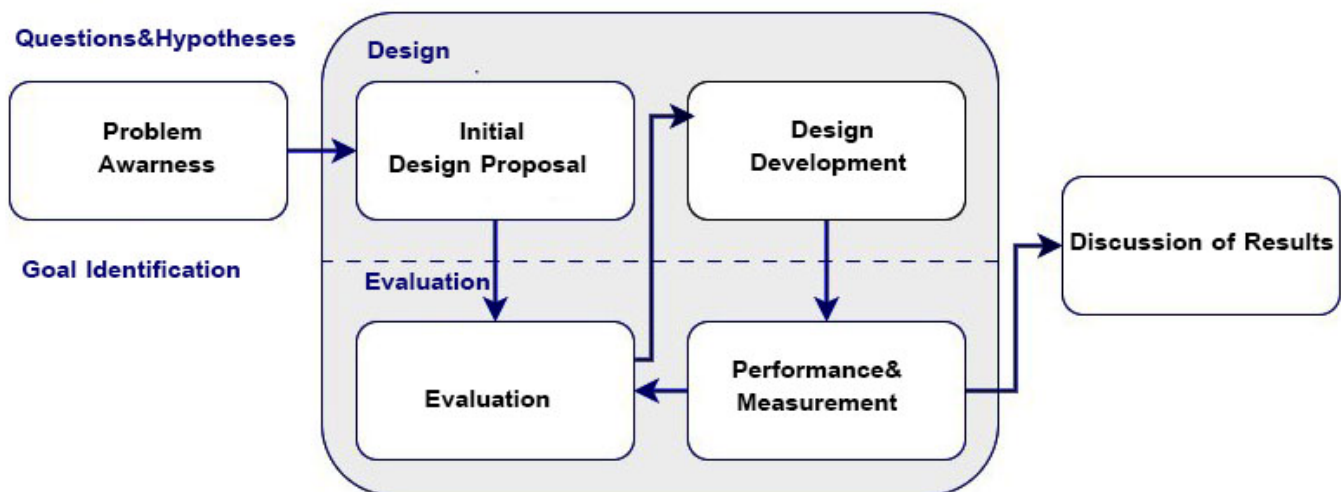 Questions&Hypotheses
Problem
Awarness
Goal Identification
Design
Initial
Design Proposal
Design
Development
Evaluation
Evaluation
Performance&
Measurement
Discussion of Results